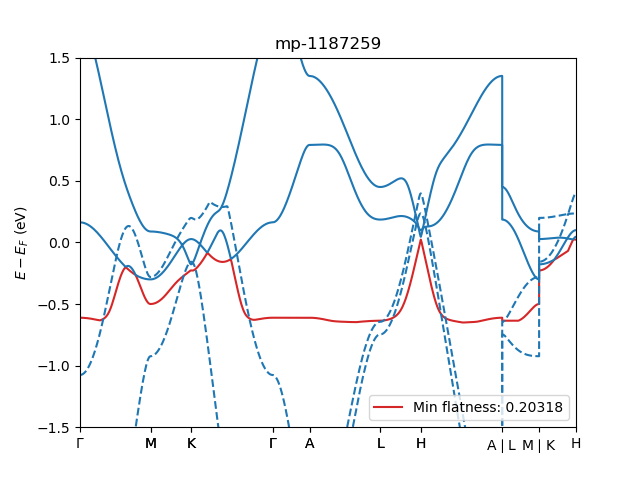 mp-1187259
1.5
1.0
0.5
0.0
−0.5
−1.0
−1.5
E − E_F (eV)
Min flatness: 0.20318
Γ M K Γ A L H A | L M | K H